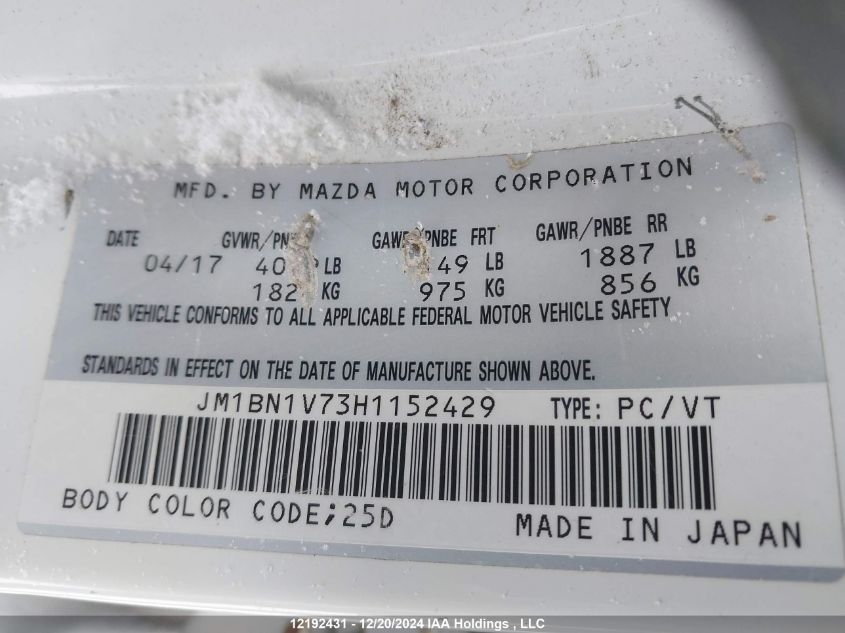 MFD. BY MAZDA MOTOR CORPORATION
DATE GAWR/PNBE RR
04/17 LB 1887 LB
KG 975 KG 856 KG
THIS VEHICLE CONFORMS TO ALL APPLICABLE FEDERAL MOTOR VEHICLE SAFETY
STANDARDS IN EFFECT ON THE DATE OF MANUFACTURE SHOWN ABOVE.
JM1BN1V73H1152429 TYPE: PC/VT
BODY COLOR CODE;25D
MADE IN JAPAN
12192431 - 12/20/2024 IAA Holdings , LLC